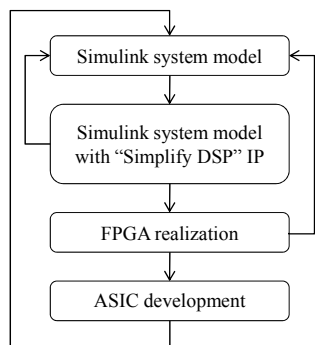 Simulink system model
Simulink system model
with “Simplify DSP” IP
FPGA realization
ASIC development